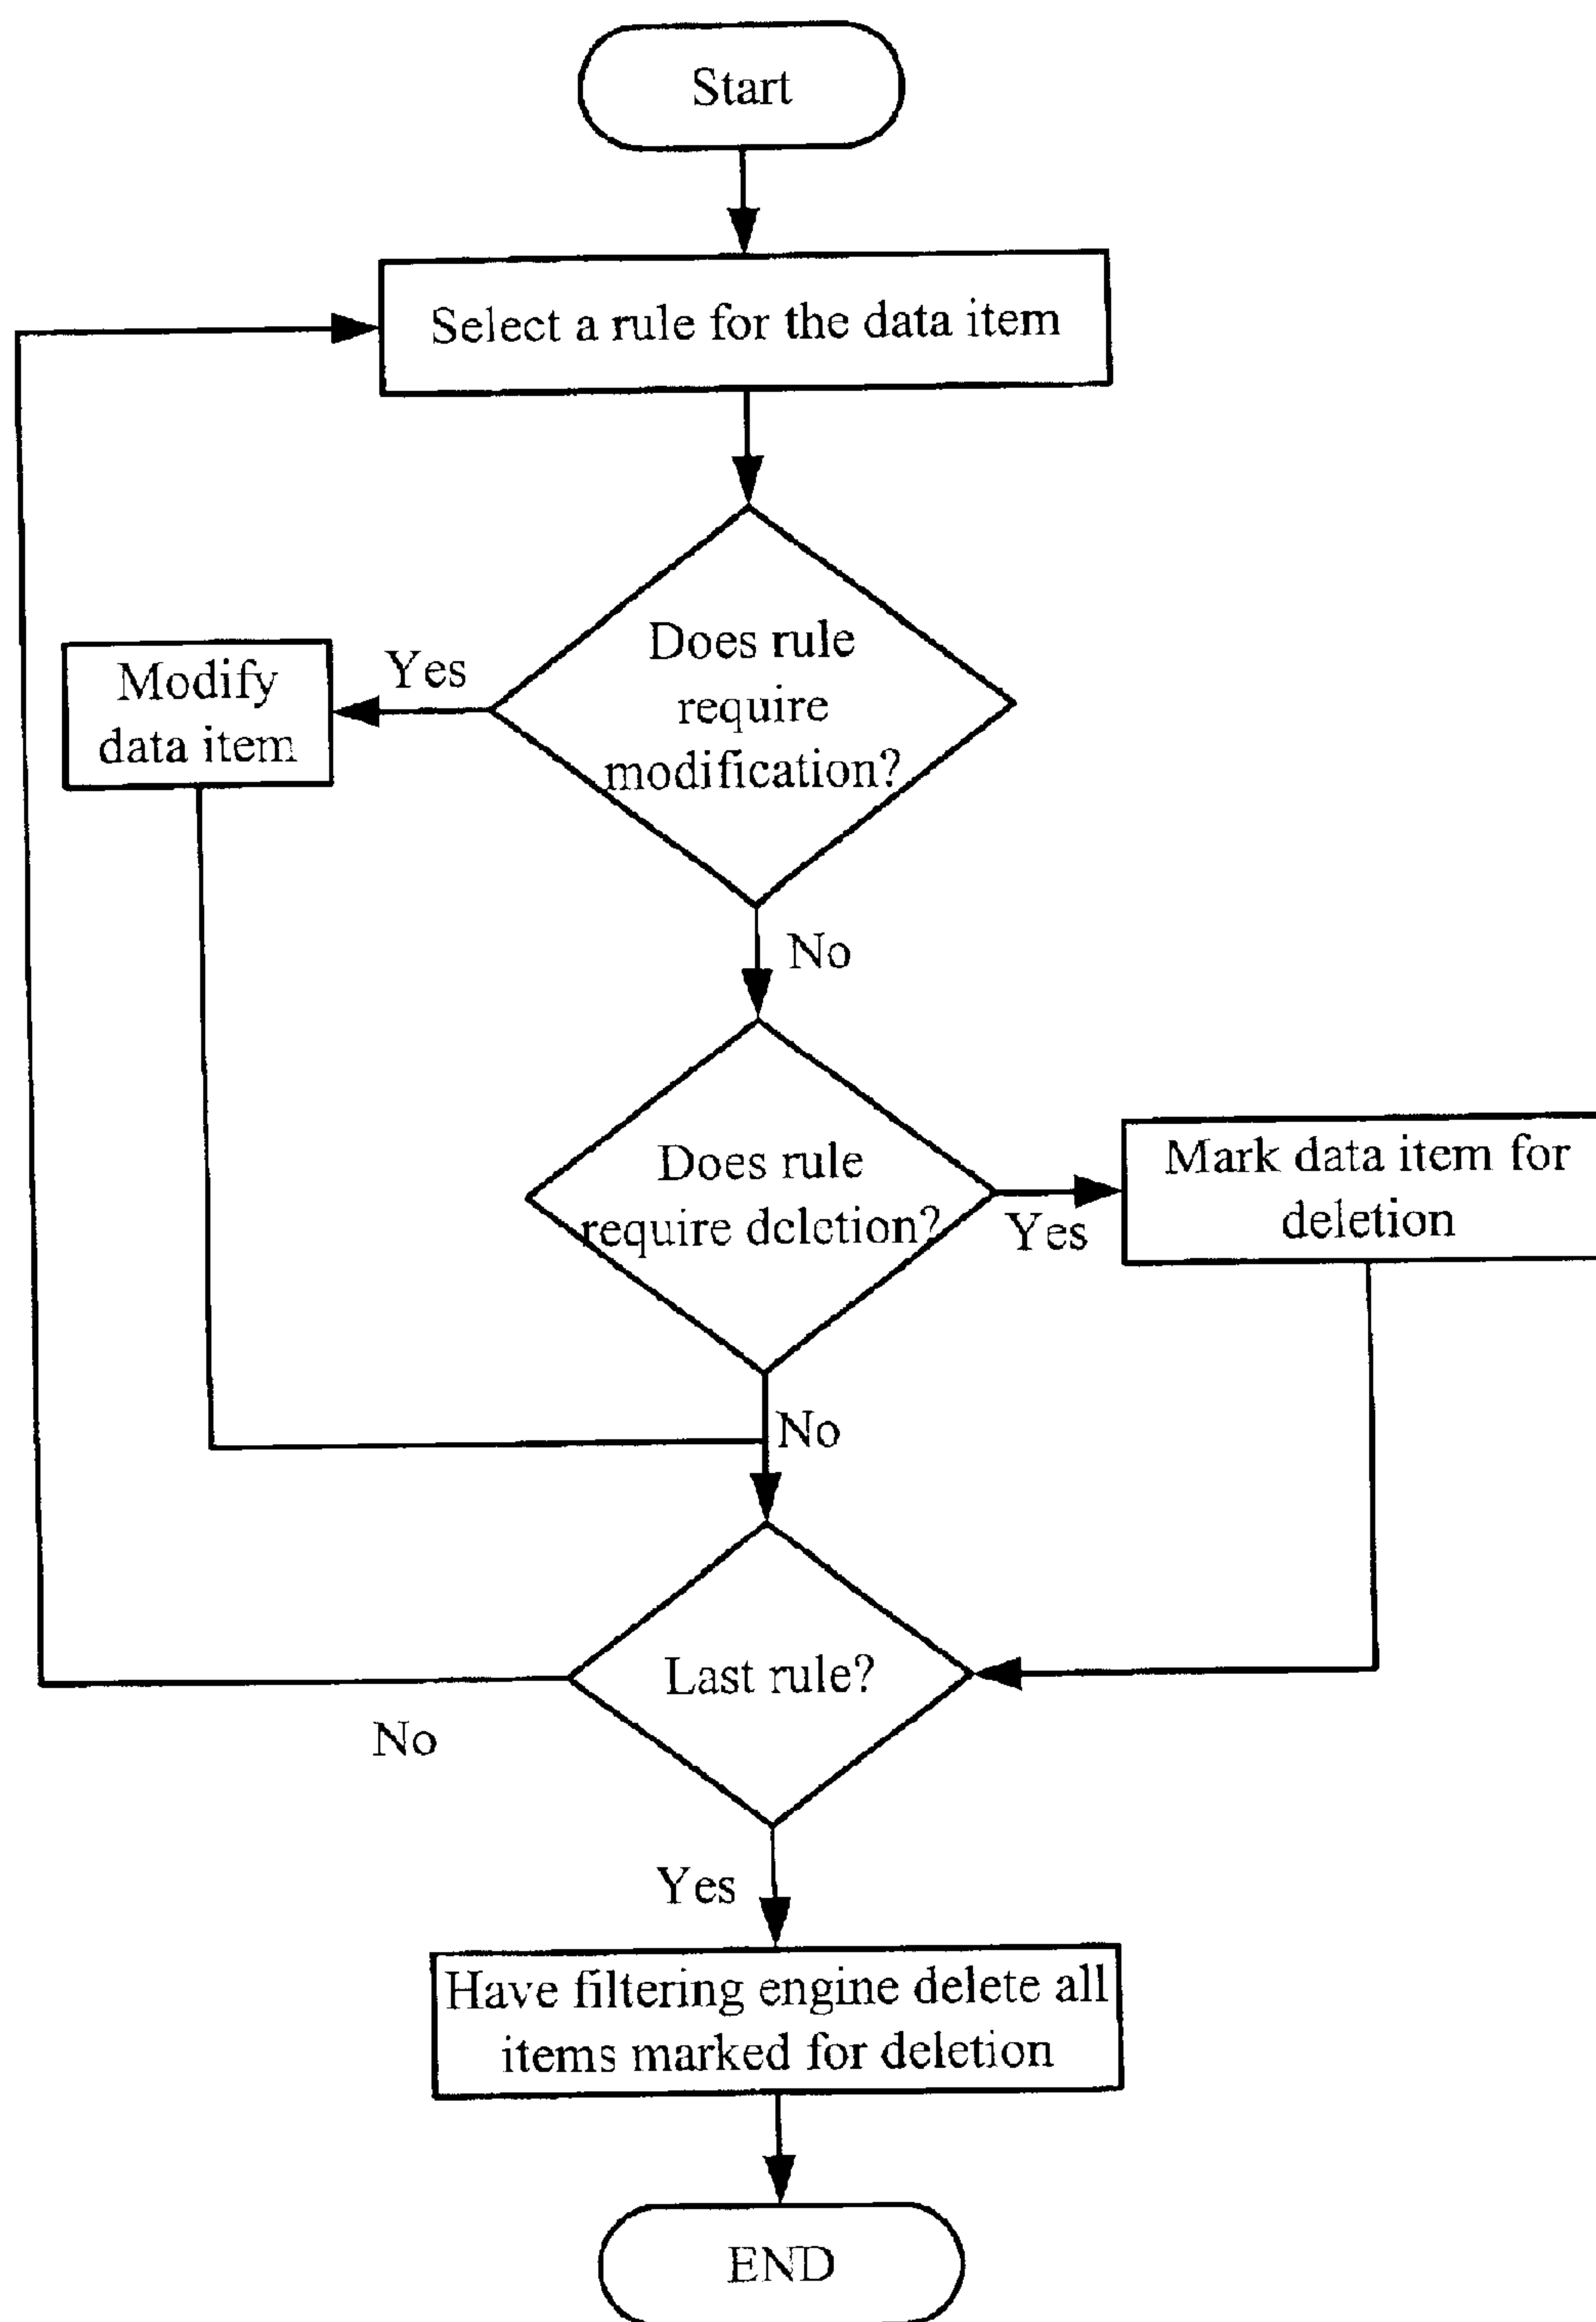 Start
Select a rule for the data item
Does rule
require
modification?
Yes
Modify
data item
No
Does rule
require deletion?
Yes
Mark data item for
deletion
No
Last rule?
No
Yes
Have filtering engine delete all
items marked for deletion
END